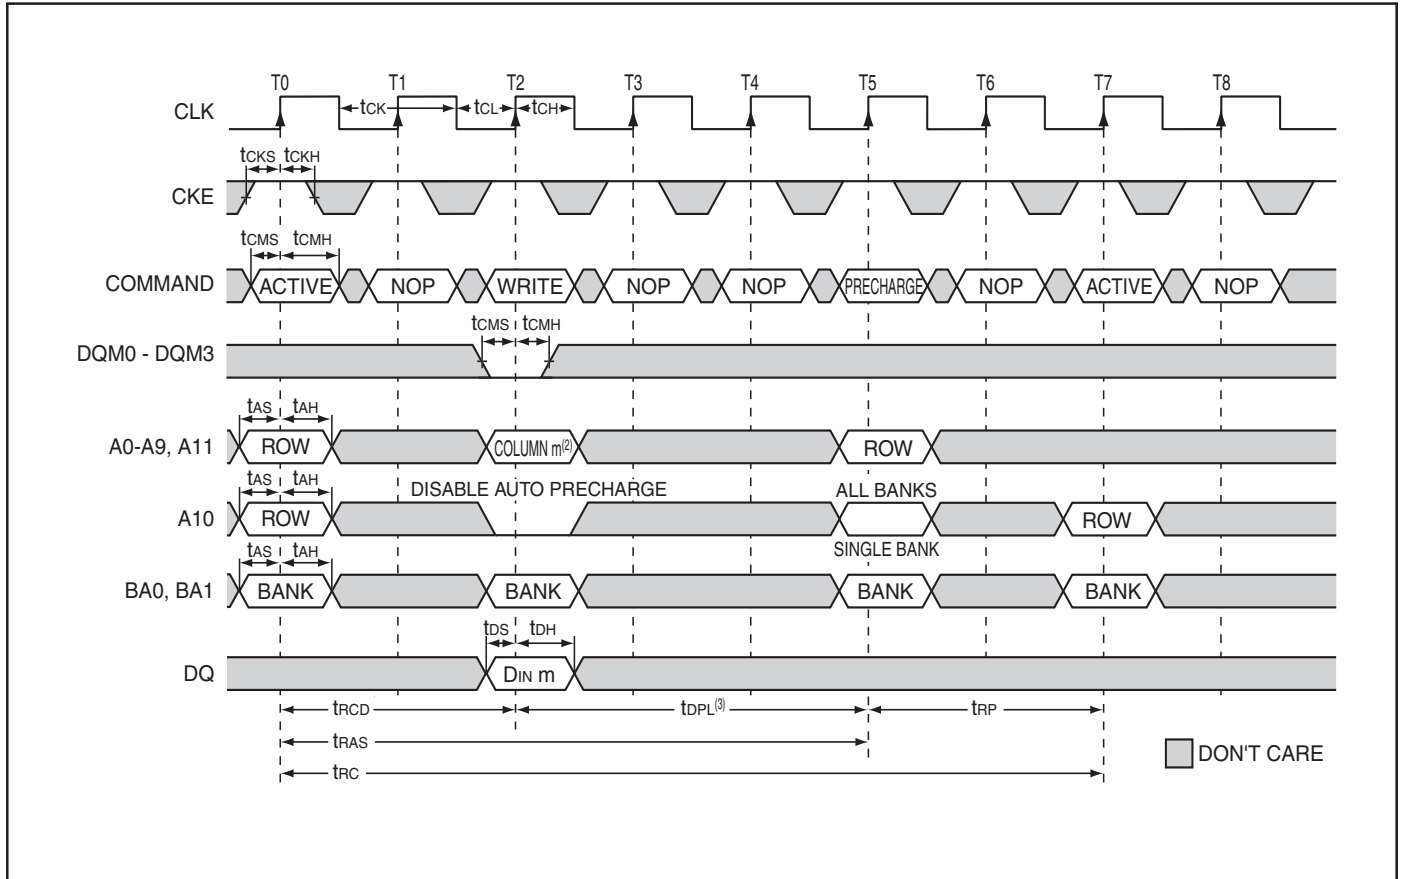 T0 T1 T2 T3 T4 T5 T6 T7 T8
CLK tCK tCL tCH
tCKS tCKH
CKE
tCMS tCMH
COMMAND ACTIVE NOP WRITE NOP NOP PRECHARGE NOP ACTIVE NOP
tCMS tCMH
DQM0 - DQM3
tAS tAH
A0-A9, A11 ROW COLUMN m(2) ROW
tAS tAH DISABLE AUTO PRECHARGE ALL BANKS
A10 ROW ROW
tAS tAH SINGLE BANK
BA0, BA1 BANK BANK BANK BANK
tDS tDH
DQ DIN m
tRCD tDPL(3) tRP
tRAS
DON'T CARE
tRC